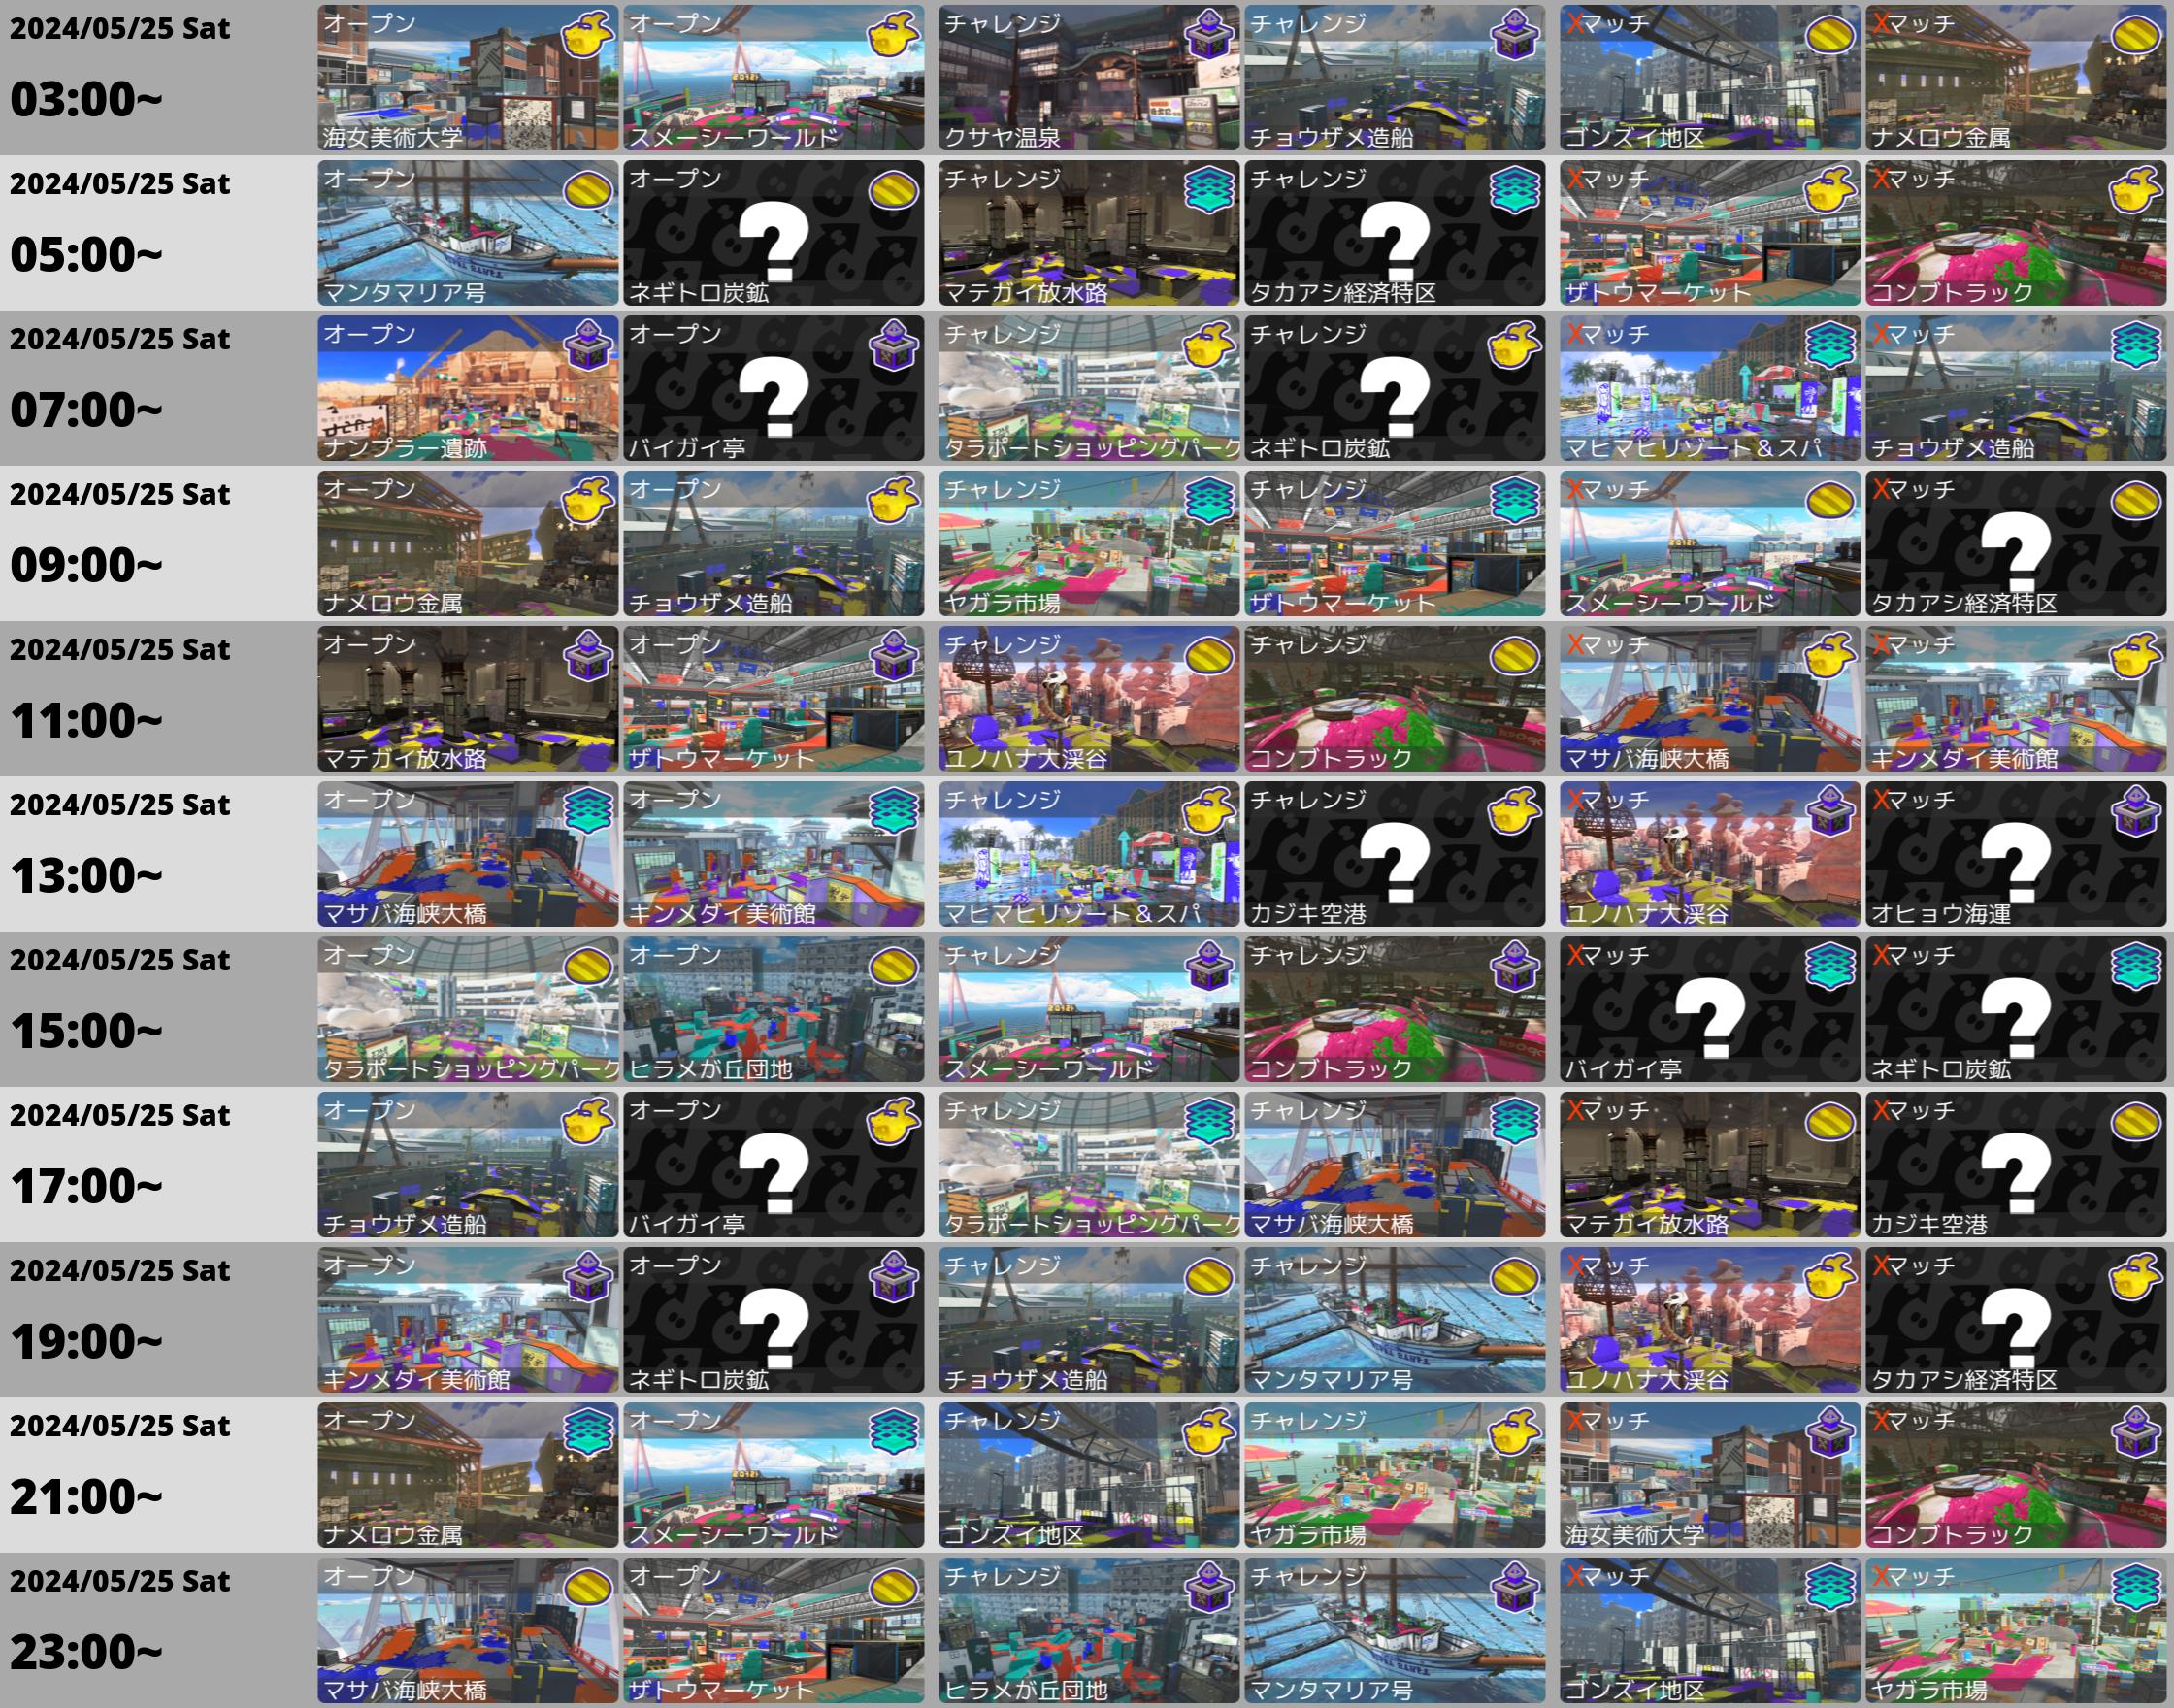 2024/05/25 Sat
03:00~
オープン
海女美術大学
オープン
スメーシーワールド
チャレンジ
クサヤ温泉
チャレンジ
チョウザメ造船
Xマッチ
ゴンズイ地区
Xマッチ
ナメロウ金属
2024/05/25 Sat
05:00~
オープン
マンタマリア号
オープン
?
ネギトロ炭鉱
チャレンジ
マテガイ放水路
チャレンジ
?
タカアシ経済特区
Xマッチ
ザトウマーケット
Xマッチ
コンブトラック
2024/05/25 Sat
07:00~
オープン
ナンプラー遺跡
オープン
?
バイガイ亭
チャレンジ
タラポートショッピングパーク
チャレンジ
?
ネギトロ炭鉱
Xマッチ
マヒマヒリゾート＆スパ
Xマッチ
チョウザメ造船
2024/05/25 Sat
09:00~
オープン
ナメロウ金属
オープン
チョウザメ造船
チャレンジ
ヤガラ市場
チャレンジ
ザトウマーケット
Xマッチ
スメーシーワールド
Xマッチ
?
タカアシ経済特区
2024/05/25 Sat
11:00~
オープン
マテガイ放水路
オープン
ザトウマーケット
チャレンジ
ユノハナ大渓谷
チャレンジ
コンブトラック
Xマッチ
マサバ海峡大橋
Xマッチ
キンメダイ美術館
2024/05/25 Sat
13:00~
オープン
マサバ海峡大橋
オープン
キンメダイ美術館
チャレンジ
マヒマヒリゾート＆スパ
チャレンジ
?
カジキ空港
Xマッチ
ユノハナ大渓谷
Xマッチ
?
オヒョウ海運
2024/05/25 Sat
15:00~
オープン
タラポートショッピングパーク
オープン
ヒラメが丘団地
チャレンジ
スメーシーワールド
チャレンジ
コンブトラック
Xマッチ
?
バイガイ亭
Xマッチ
?
ネギトロ炭鉱
2024/05/25 Sat
17:00~
オープン
チョウザメ造船
オープン
?
バイガイ亭
チャレンジ
タラポートショッピングパーク
チャレンジ
マサバ海峡大橋
Xマッチ
マテガイ放水路
Xマッチ
?
カジキ空港
2024/05/25 Sat
19:00~
オープン
キンメダイ美術館
オープン
?
ネギトロ炭鉱
チャレンジ
チョウザメ造船
チャレンジ
マンタマリア号
Xマッチ
ユノハナ大渓谷
Xマッチ
?
タカアシ経済特区
2024/05/25 Sat
21:00~
オープン
ナメロウ金属
オープン
スメーシーワールド
チャレンジ
ゴンズイ地区
チャレンジ
ヤガラ市場
Xマッチ
海女美術大学
Xマッチ
コンブトラック
2024/05/25 Sat
23:00~
オープン
マサバ海峡大橋
オープン
ザトウマーケット
チャレンジ
ヒラメが丘団地
チャレンジ
マンタマリア号
Xマッチ
ゴンズイ地区
Xマッチ
ヤガラ市場